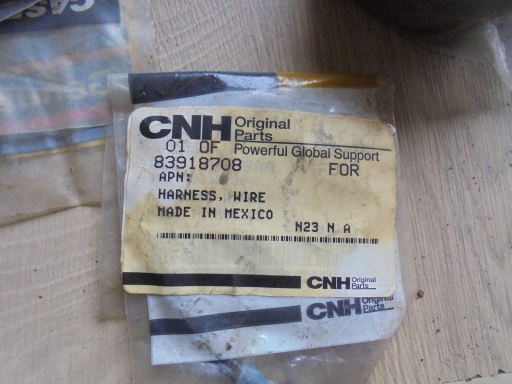 CASE
CNH Original Parts
01 OF Powerful Global Support
83918708 FOR
APN:
HARNESS, WIRE
MADE IN MEXICO
N23 N A
CNH Original Parts
CNH Original Parts